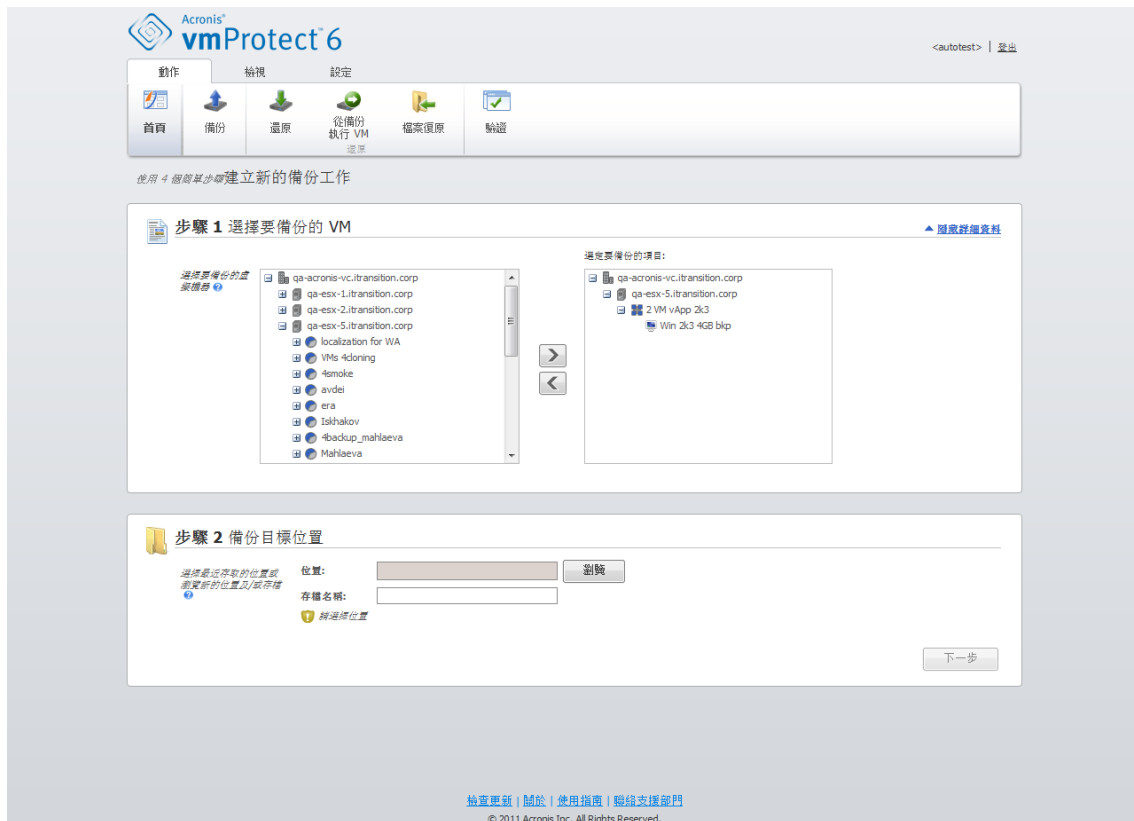 Acronis®
vmProtect™ 6
<autotest> | 登出
動作 檢視 設定
首頁 備份 還原 從備份 執行 VM 檔案復原 驗證
還原
使用 4 個簡單步驟建立新的備份工作
步驟 1 選擇要備份的 VM
隱藏詳細資料
選定要備份的項目:
選擇要備份的虛
擬機器
qa-acronis-vc.itransition.corp
qa-esx-1.itransition.corp
qa-esx-2.itransition.corp
qa-esx-5.itransition.corp
localization for WA
VMs 4cloning
4smoke
avdei
era
Iskhakov
4backup_mahlaeva
Mahlaeva
qa-acronis-vc.itransition.corp
qa-esx-5.itransition.corp
2 VM vApp 2k3
Win 2k3 4GB bkp
步驟 2 備份目標位置
選擇最近存取的位置或
瀏覽新的位置及/或存檔
位置:
瀏覽
存檔名稱:
請選擇位置
下一步
檢查更新 | 關於 | 使用指南 | 聯絡支援部門
© 2011 Acronis Inc. All Rights Reserved.